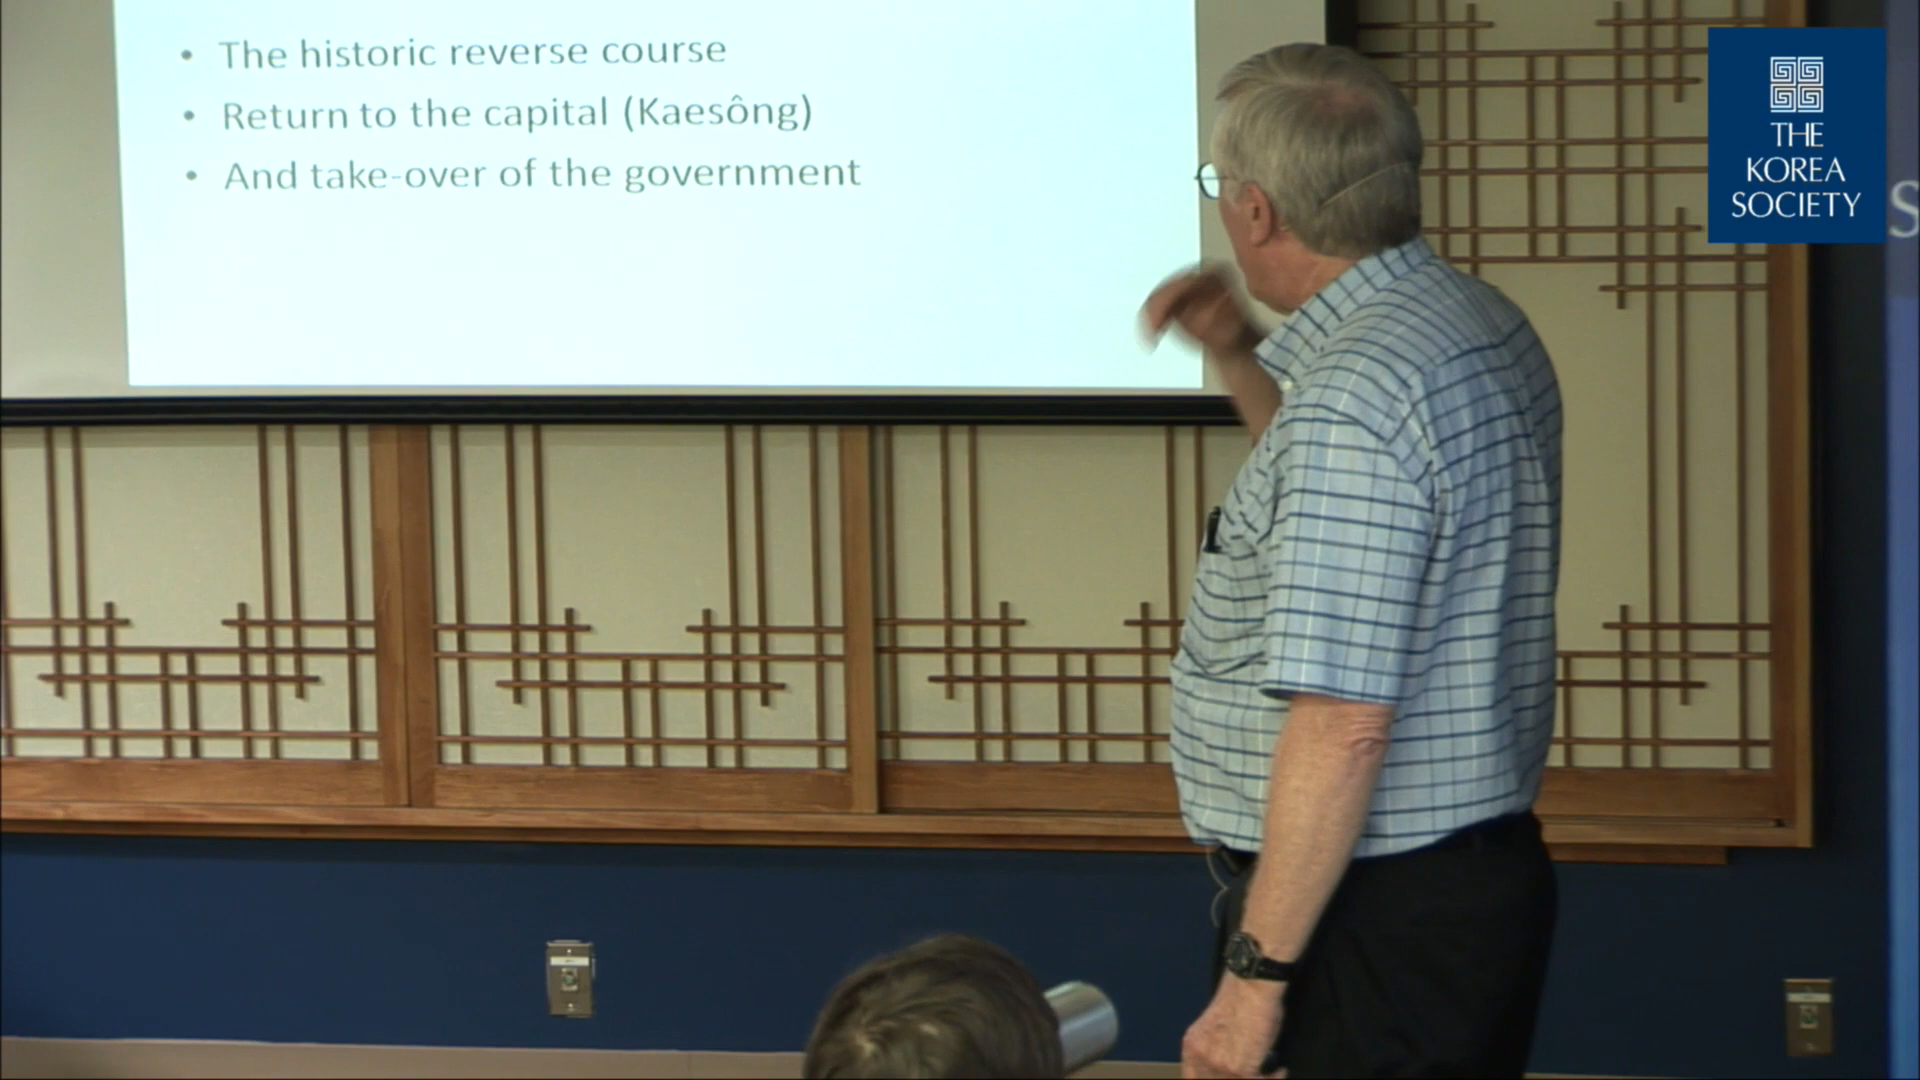 • The historic reverse course
• Return to the capital (Kaesông)
• And take-over of the government
THE
KOREA
SOCIETY
S